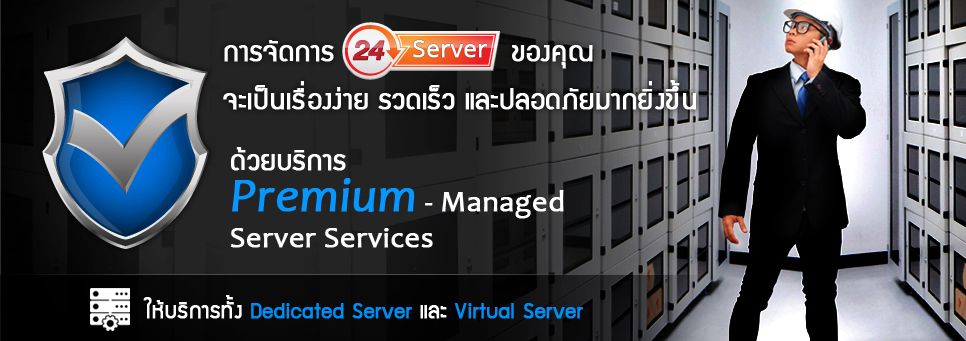 การจัดการ 24 Server ของคุณ
จะเป็นเรื่องง่าย รวดเร็ว และปลอดภัยมากยิ่งขึ้น
ด้วยบริการ
Premium - Managed
Server Services
ให้บริการทั้ง Dedicated Server และ Virtual Server